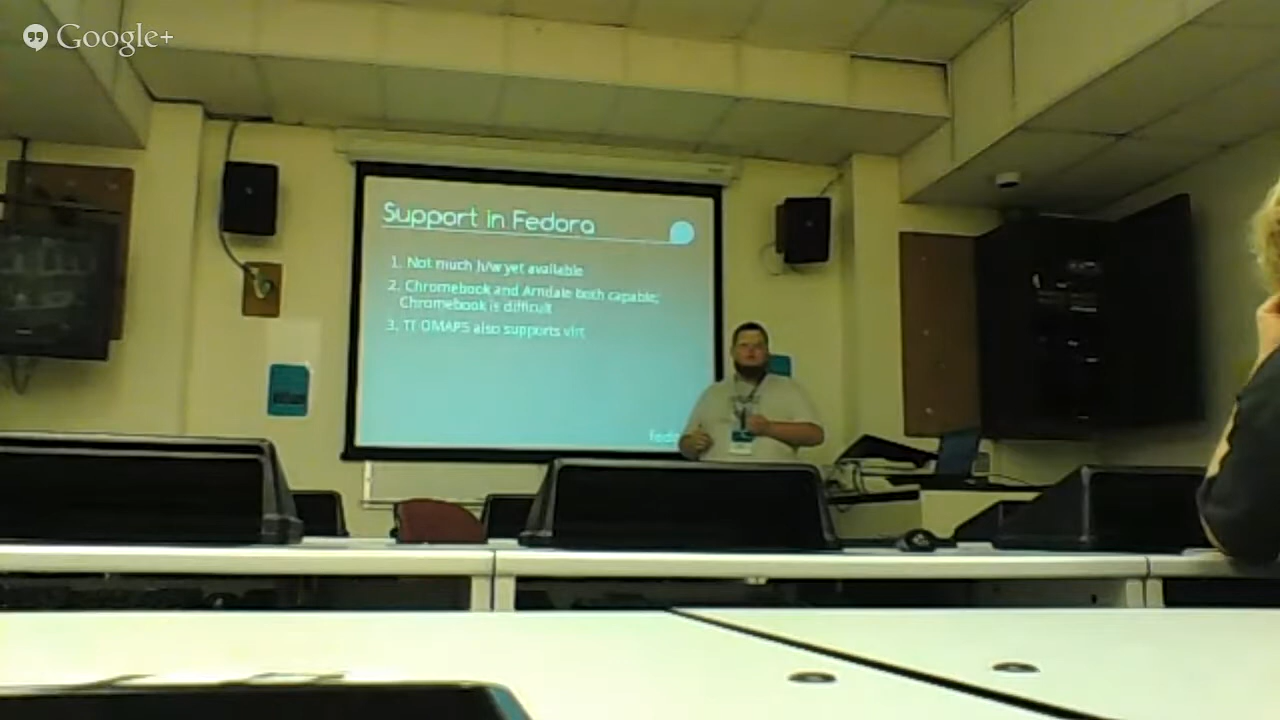 Google+
Support in Fedora
1. Not much h/w yet available
2. Chromebook and Arndale both capable;
Chromebook is difficult
3. TI OMAP5 also supports virt